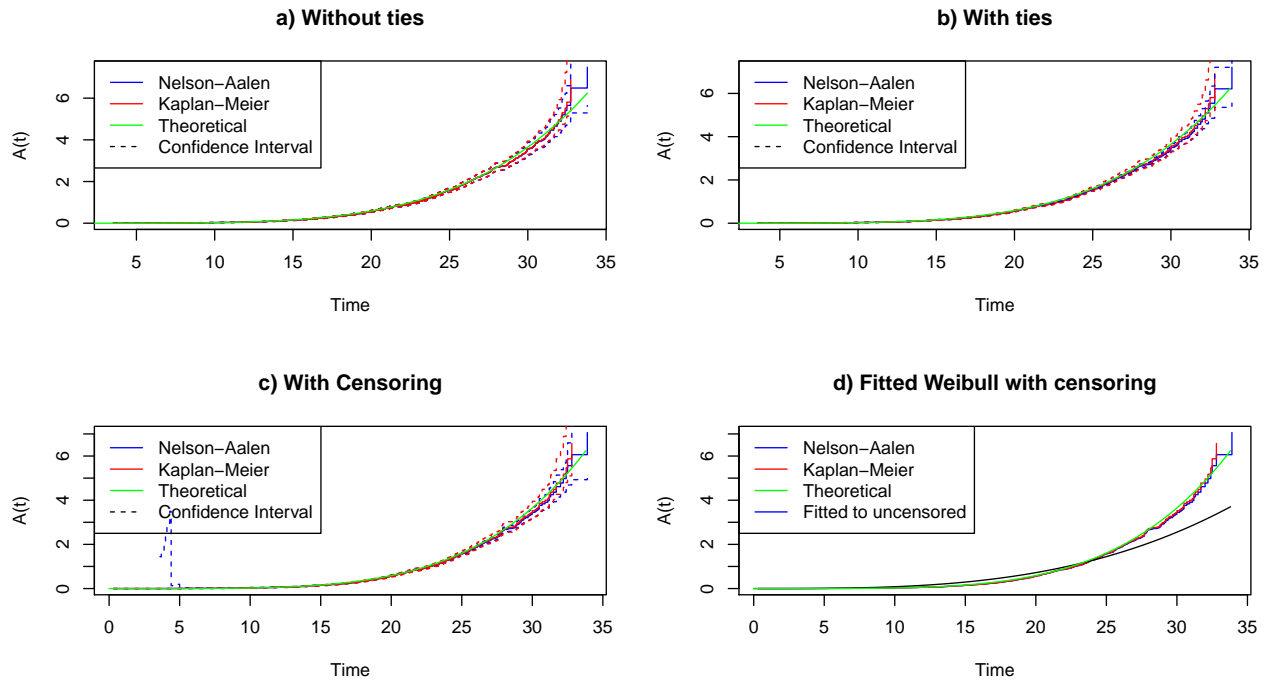 a) Without ties
A(t)
0 2 4 6
Nelson−Aalen
Kaplan−Meier
Theoretical
Confidence Interval
5 10 15 20 25 30 35
Time
b) With ties
A(t)
0 2 4 6
Nelson−Aalen
Kaplan−Meier
Theoretical
Confidence Interval
5 10 15 20 25 30 35
Time
c) With Censoring
A(t)
0 2 4 6
Nelson−Aalen
Kaplan−Meier
Theoretical
Confidence Interval
0 5 10 15 20 25 30 35
Time
d) Fitted Weibull with censoring
A(t)
0 2 4 6
Nelson−Aalen
Kaplan−Meier
Theoretical
Fitted to uncensored
0 5 10 15 20 25 30 35
Time